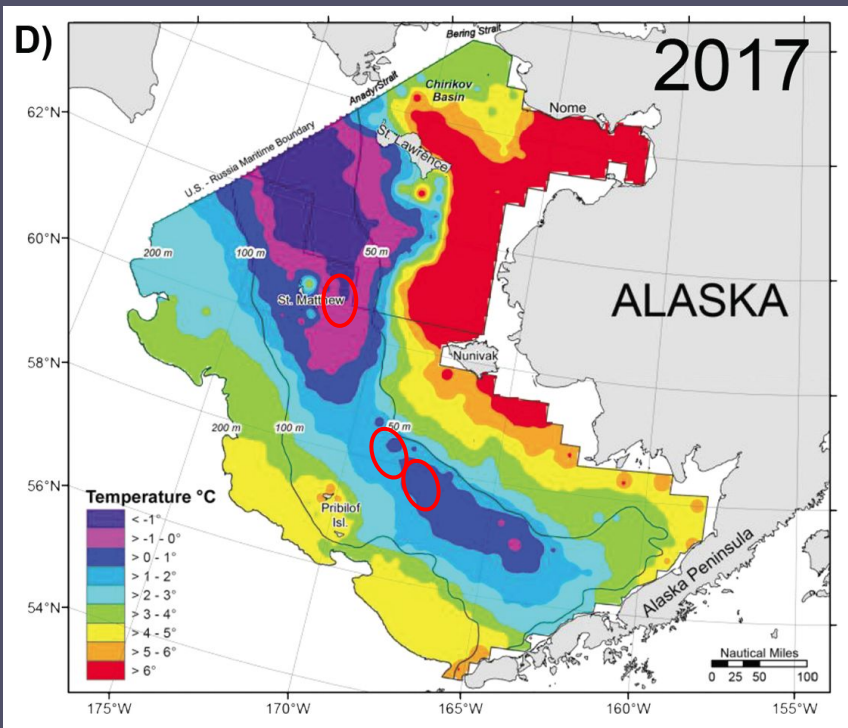 D)
2017
Bering Strait
Anadyr Strait
Chirikov
Basin
Nome
62°N
St. Lawrence
U.S. - Russia Maritime Boundary
60°N
200 m
100 m
50 m
St. Matthew
ALASKA
58°N
Nunivak
200 m
100 m
50 m
56°N
Temperature °C
< -1°
> -1 - 0°
> 0 - 1°
> 1 - 2°
> 2 - 3°
> 3 - 4°
> 4 - 5°
> 5 - 6°
> 6°
Pribilof
Isl.
Alaska Peninsula
54°N
Nautical Miles
0 25 50 100
175°W
170°W
165°W
160°W
155°W